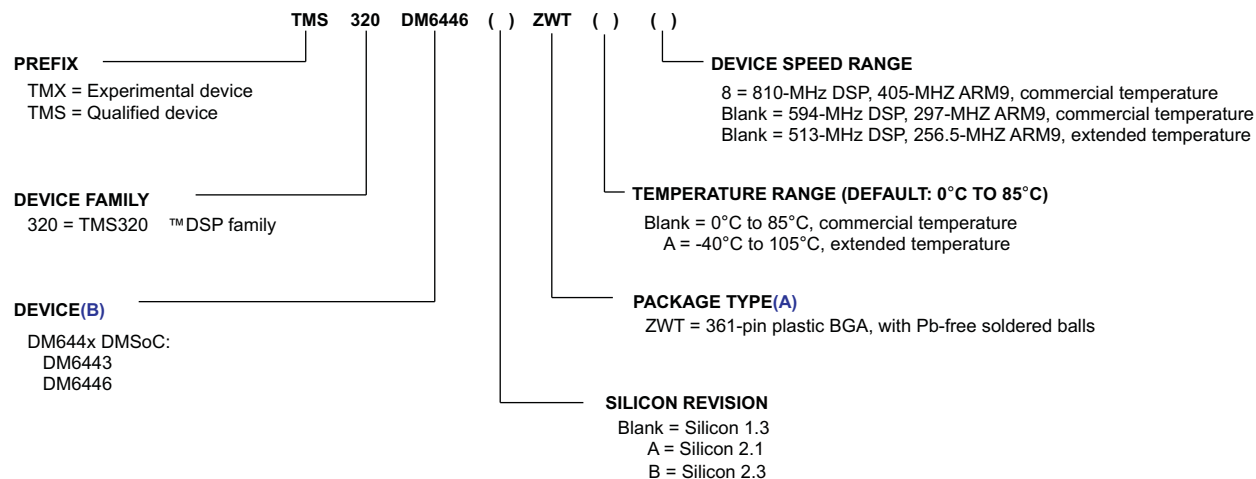 TMS 320 DM6446 ( ) ZWT ( ) ( )
PREFIX
TMX = Experimental device
TMS = Qualified device
DEVICE SPEED RANGE
8 = 810-MHz DSP, 405-MHZ ARM9, commercial temperature
Blank = 594-MHz DSP, 297-MHZ ARM9, commercial temperature
Blank = 513-MHz DSP, 256.5-MHZ ARM9, extended temperature
DEVICE FAMILY
320 = TMS320 ™DSP family
TEMPERATURE RANGE (DEFAULT: 0°C TO 85°C)
Blank = 0°C to 85°C, commercial temperature
A = -40°C to 105°C, extended temperature
DEVICE(B)
DM644x DMSoC:
DM6443
DM6446
PACKAGE TYPE(A)
ZWT = 361-pin plastic BGA, with Pb-free soldered balls
SILICON REVISION
Blank = Silicon 1.3
A = Silicon 2.1
B = Silicon 2.3